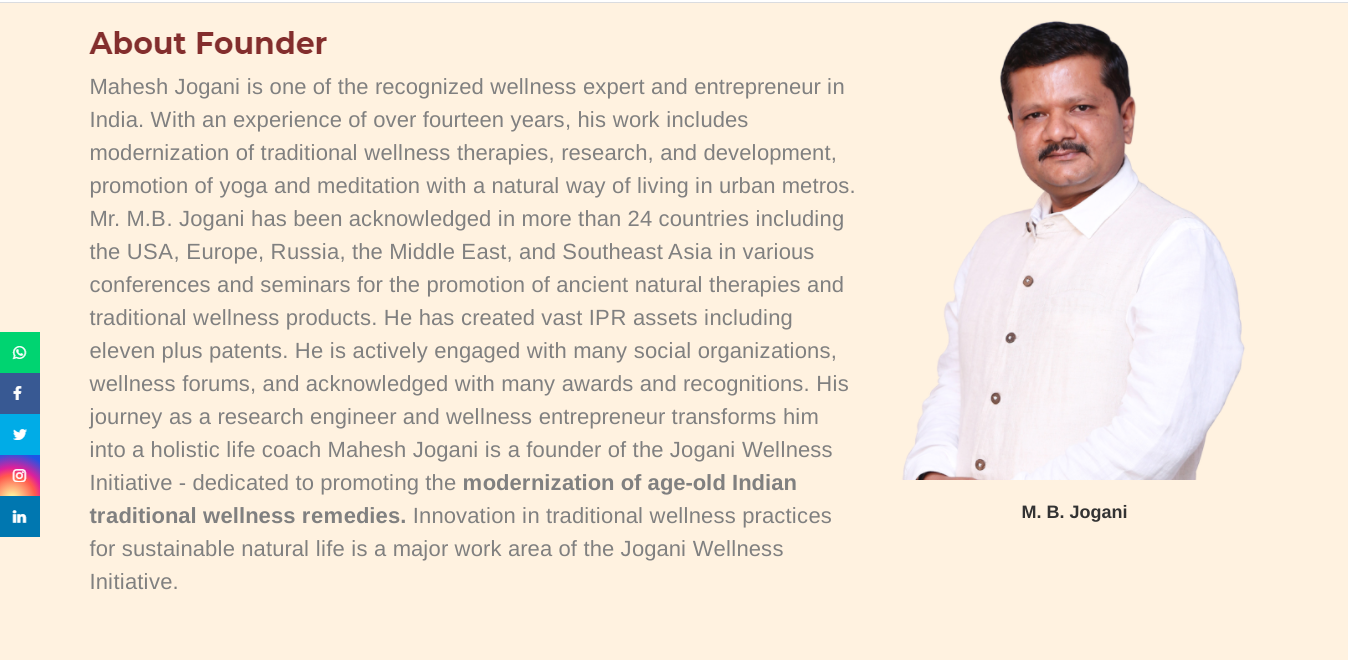 About Founder
Mahesh Jogani is one of the recognized wellness expert and entrepreneur in
India. With an experience of over fourteen years, his work includes
modernization of traditional wellness therapies, research, and development,
promotion of yoga and meditation with a natural way of living in urban metros.
Mr. M.B. Jogani has been acknowledged in more than 24 countries including
the USA, Europe, Russia, the Middle East, and Southeast Asia in various
conferences and seminars for the promotion of ancient natural therapies and
traditional wellness products. He has created vast IPR assets including
eleven plus patents. He is actively engaged with many social organizations,
wellness forums, and acknowledged with many awards and recognitions. His
journey as a research engineer and wellness entrepreneur transforms him
into a holistic life coach Mahesh Jogani is a founder of the Jogani Wellness
Initiative - dedicated to promoting the modernization of age-old Indian
traditional wellness remedies. Innovation in traditional wellness practices
for sustainable natural life is a major work area of the Jogani Wellness
Initiative.
M. B. Jogani